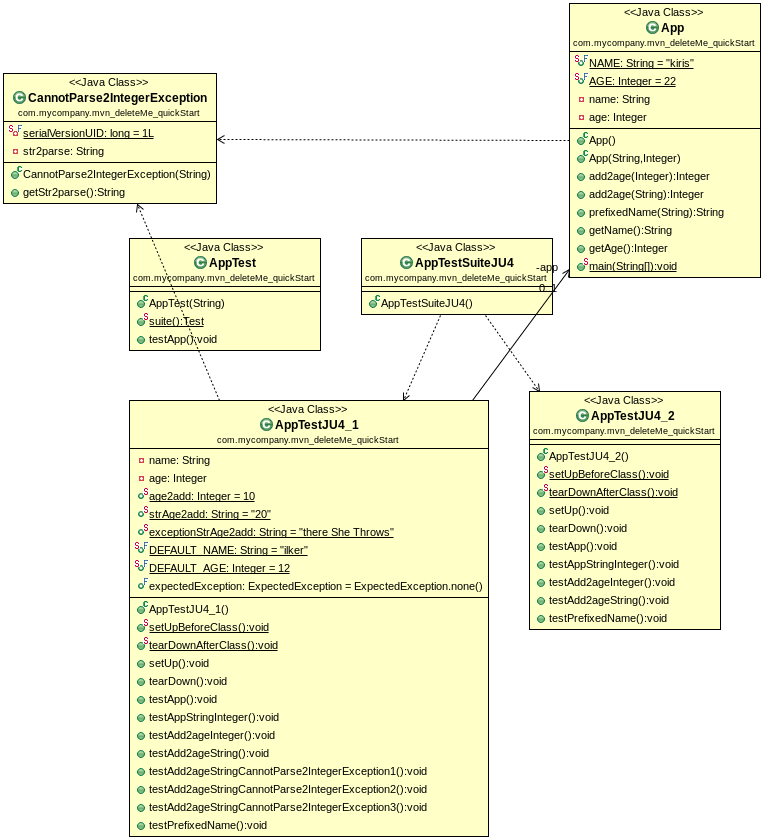 <<Java Class>>
App
com.mycompany.mvn_deleteMe_quickStart
NAME: String = "kiris"
AGE: Integer = 22
name: String
age: Integer
App()
App(String,Integer)
add2age(Integer):Integer
add2age(String):Integer
prefixedName(String):String
getName():String
getAge():Integer
main(String[]):void
<<Java Class>>
CannotParse2IntegerException
com.mycompany.mvn_deleteMe_quickStart
serialVersionUID: long = 1L
str2parse: String
CannotParse2IntegerException(String)
getStr2parse():String
<<Java Class>>
AppTest
com.mycompany.mvn_deleteMe_quickStart
AppTest(String)
suite():Test
testApp():void
<<Java Class>>
AppTestSuiteJU4
com.mycompany.mvn_deleteMe_quickStart
AppTestSuiteJU4()
-app
0..1
<<Java Class>>
AppTestJU4_1
com.mycompany.mvn_deleteMe_quickStart
name: String
age: Integer
age2add: Integer = 10
strAge2add: String = "20"
exceptionStrAge2add: String = "there She Throws"
DEFAULT_NAME: String = "ilker"
DEFAULT_AGE: Integer = 12
expectedException: ExpectedException = ExpectedException.none()
AppTestJU4_1()
setUpBeforeClass():void
tearDownAfterClass():void
setUp():void
tearDown():void
testApp():void
testAppStringInteger():void
testAdd2ageInteger():void
testAdd2ageString():void
testAdd2ageStringCannotParse2IntegerException1():void
testAdd2ageStringCannotParse2IntegerException2():void
testAdd2ageStringCannotParse2IntegerException3():void
testPrefixedName():void
<<Java Class>>
AppTestJU4_2
com.mycompany.mvn_deleteMe_quickStart
AppTestJU4_2()
setUpBeforeClass():void
tearDownAfterClass():void
setUp():void
tearDown():void
testApp():void
testAppStringInteger():void
testAdd2ageInteger():void
testAdd2ageString():void
testPrefixedName():void